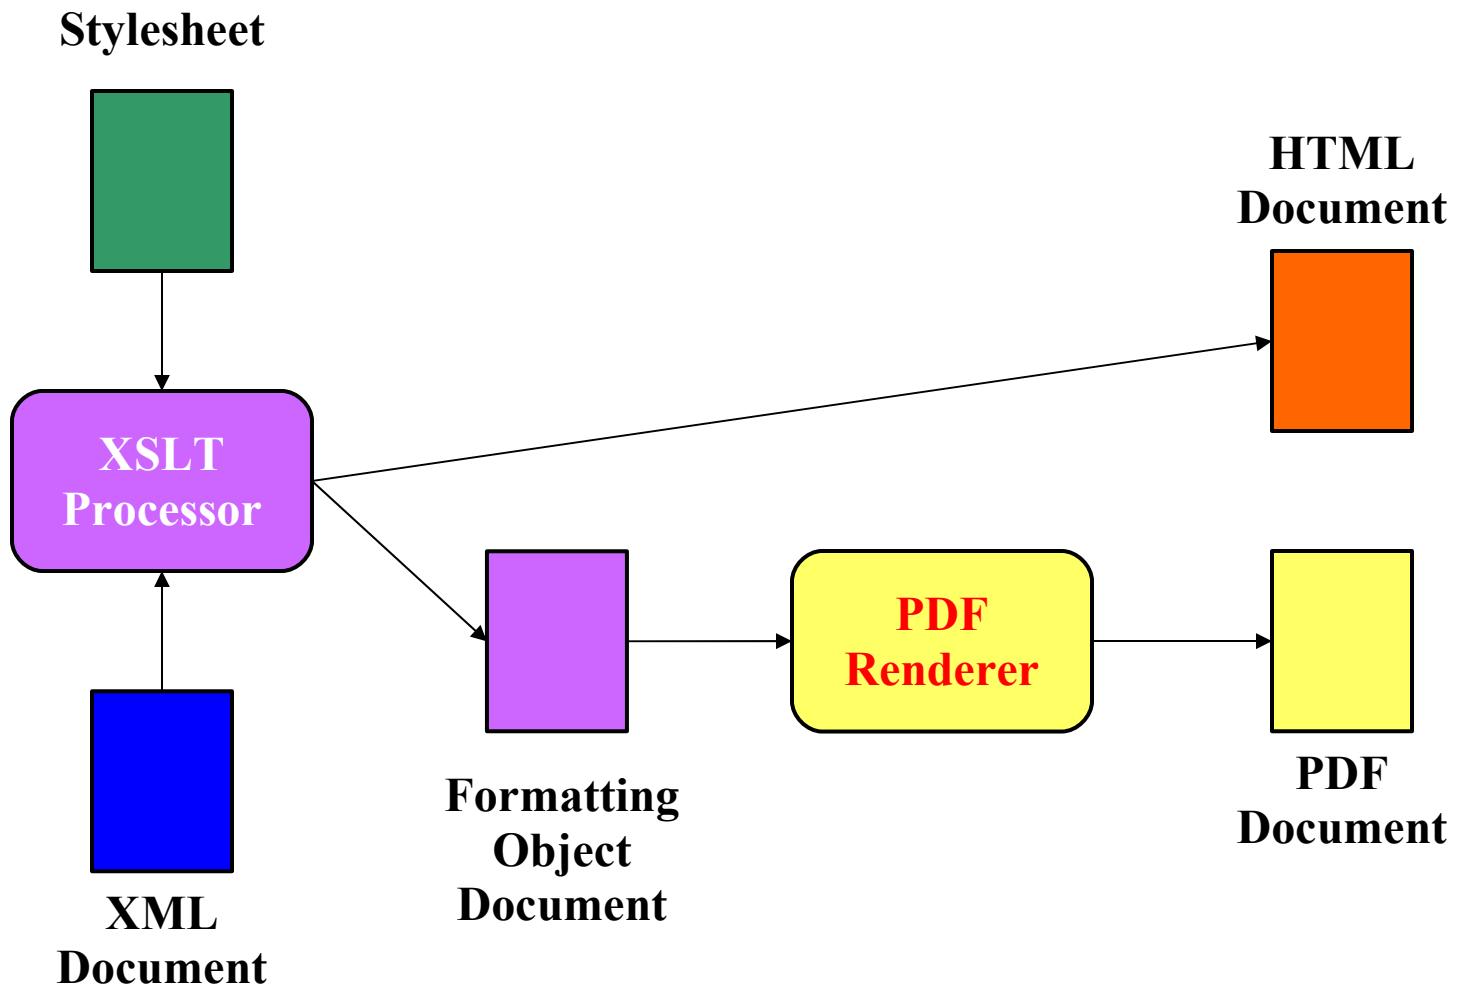 Stylesheet
HTML
Document
XSLT
Processor
PDF
Renderer
Formatting
Object
Document
PDF
Document
XML
Document